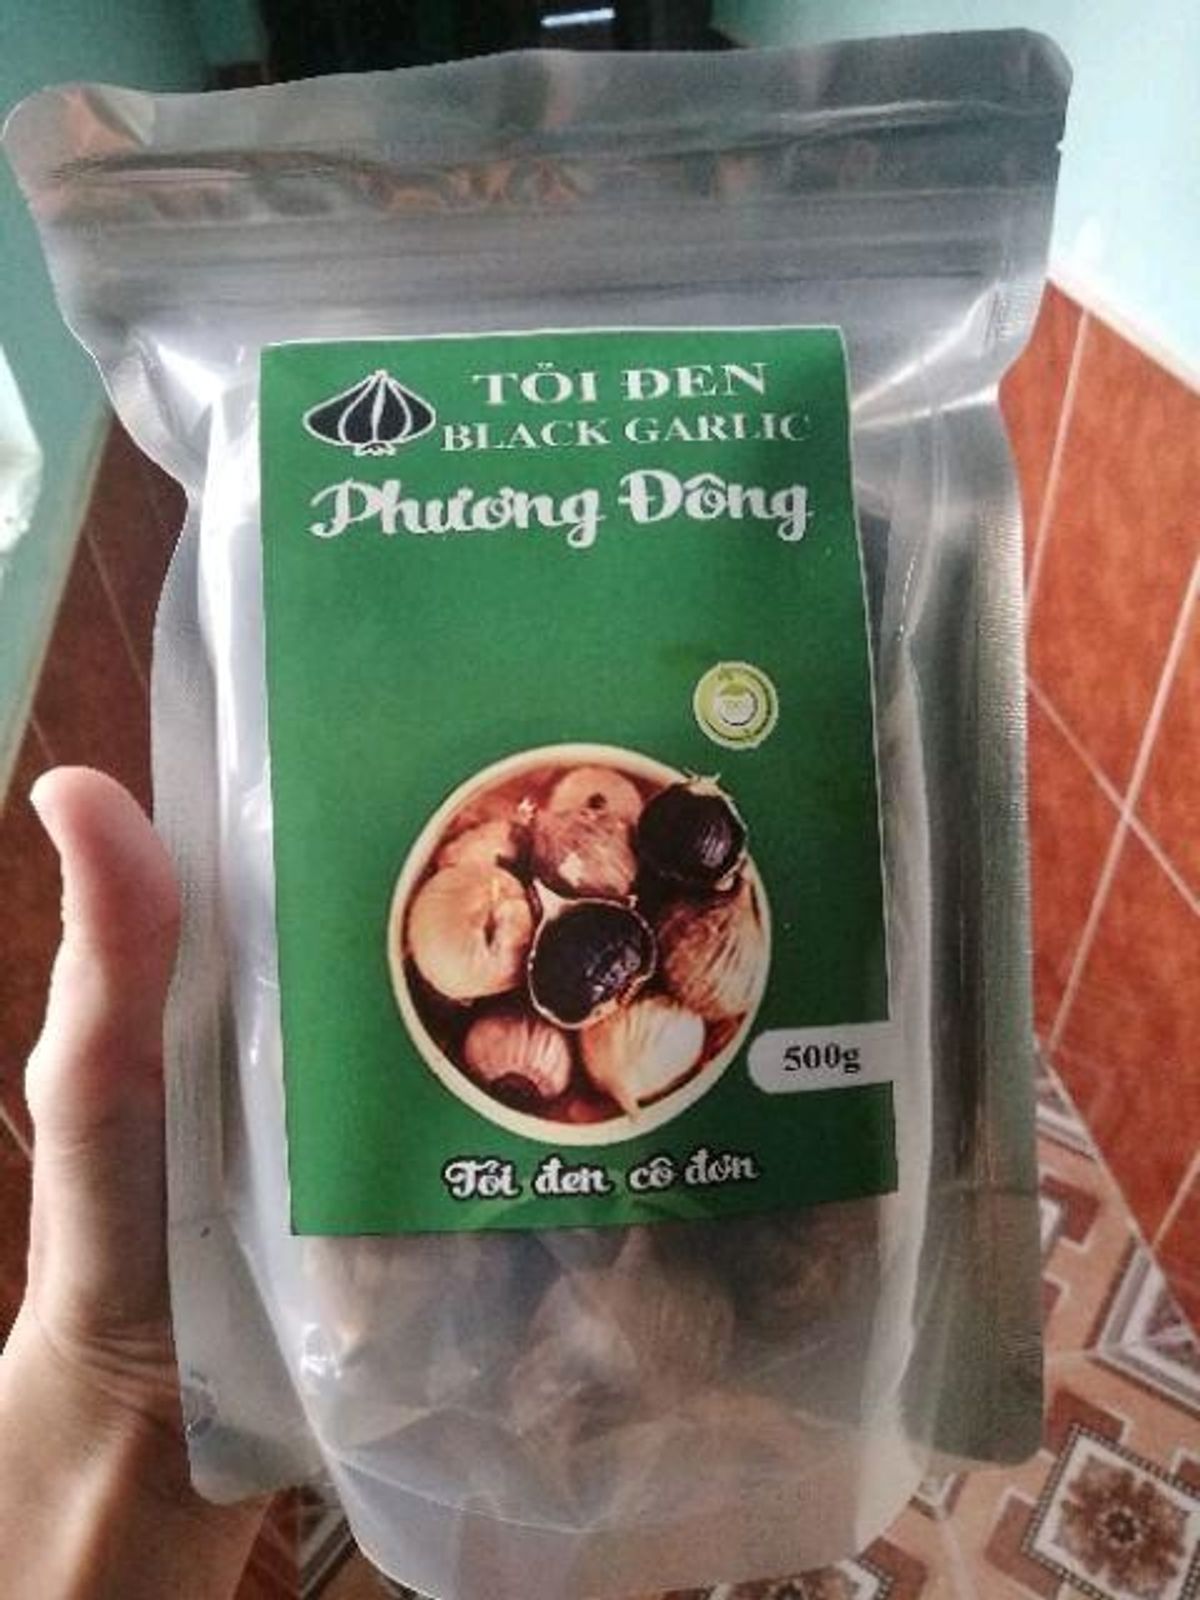 TỎI ĐEN
BLACK GARLIC
Phương Đông
500g
Tỏi đen cô đơn